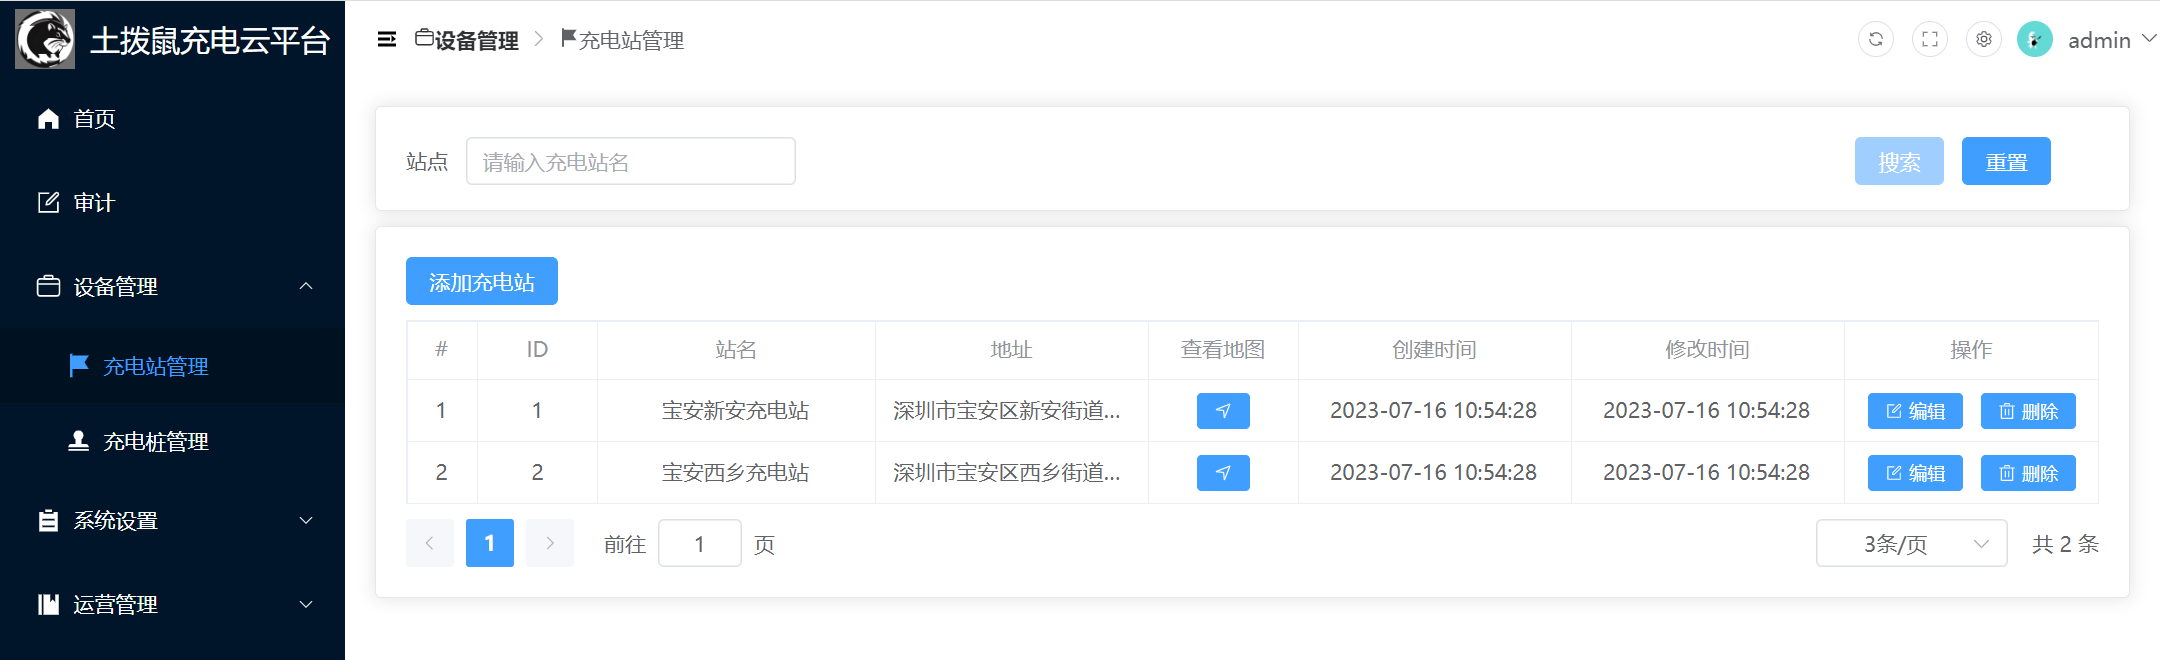 土拨鼠充电云平台
首页
审计
设备管理
充电站管理
充电桩管理
系统设置
运营管理
设备管理 > 充电站管理
admin
站点 请输入充电站名 搜索 重置
添加充电站
# ID 站名 地址 查看地图 创建时间 修改时间 操作
1 1 宝安新安充电站 深圳市宝安区新安街道... 2023-07-16 10:54:28 2023-07-16 10:54:28 编辑 删除
2 2 宝安西乡充电站 深圳市宝安区西乡街道... 2023-07-16 10:54:28 2023-07-16 10:54:28 编辑 删除
< 1 > 前往 1 页 3条/页 共 2 条